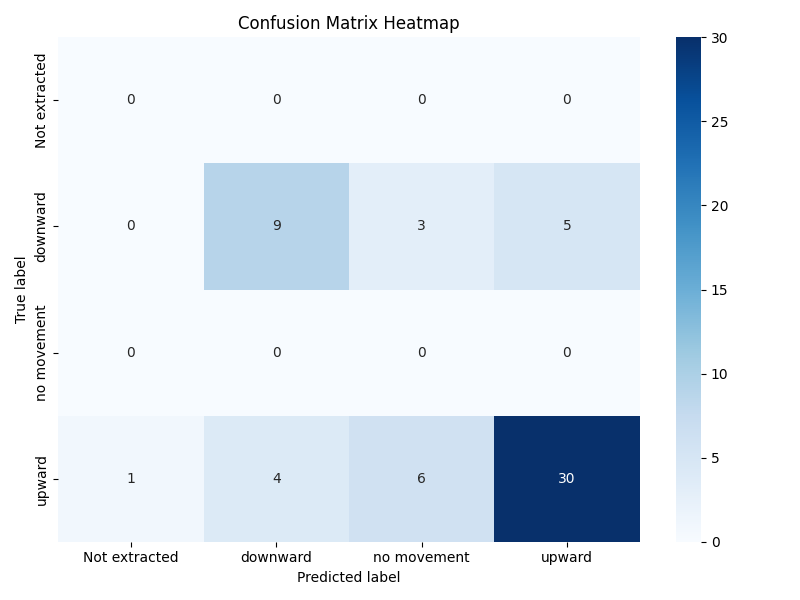 Confusion Matrix Heatmap
True label
Not extracted
0 0 0 0
downward
0 9 3 5
no movement
0 0 0 0
upward
1 4 6 30
Not extracted downward no movement upward
Predicted label
30
25
20
15
10
5
0